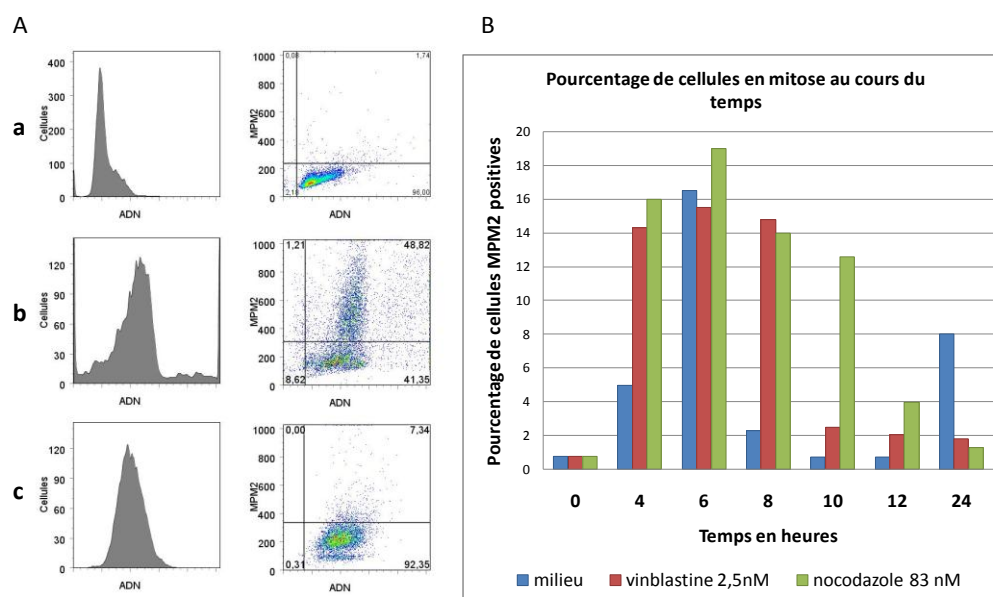 A
B
a
Cellules
400
300
200
100
0
ADN
MPM2
1000
800
600
400
200
0
0,08
1,74
2,18
96,00
ADN
b
Cellules
120
90
60
30
0
ADN
MPM2
1000
800
600
400
200
0
1,21
48,82
8,62
41,35
ADN
c
Cellules
120
90
60
30
0
ADN
MPM2
1000
800
600
400
200
0
0,00
7,34
0,31
92,35
ADN
Pourcentage de cellules en mitose au cours du
temps
Pourcentage de cellules MPM2 positives
20
18
16
14
12
10
8
6
4
2
0
0 4 6 8 10 12 24
Temps en heures
milieu vinblastine 2,5nM nocodazole 83 nM